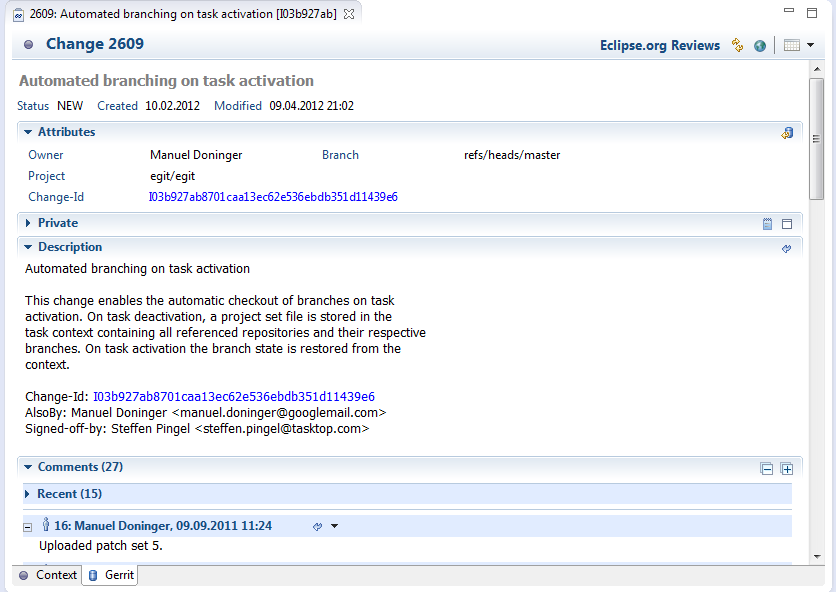 2609: Automated branching on task activation [I03b927ab]
Change 2609
Eclipse.org Reviews
Automated branching on task activation
Status NEW Created 10.02.2012 Modified 09.04.2012 21:02
Attributes
Owner Manuel Doninger Branch refs/heads/master
Project egit/egit
Change-Id I03b927ab8701caa13ec62e536ebdb351d11439e6
Private
Description
Automated branching on task activation
This change enables the automatic checkout of branches on task
activation. On task deactivation, a project set file is stored in the
task context containing all referenced repositories and their respective
branches. On task activation the branch state is restored from the
context.
Change-Id: I03b927ab8701caa13ec62e536ebdb351d11439e6
AlsoBy: Manuel Doninger <manuel.doninger@googlemail.com>
Signed-off-by: Steffen Pingel <steffen.pingel@tasktop.com>
Comments (27)
Recent (15)
16: Manuel Doninger, 09.09.2011 11:24
Uploaded patch set 5.
Context Gerrit